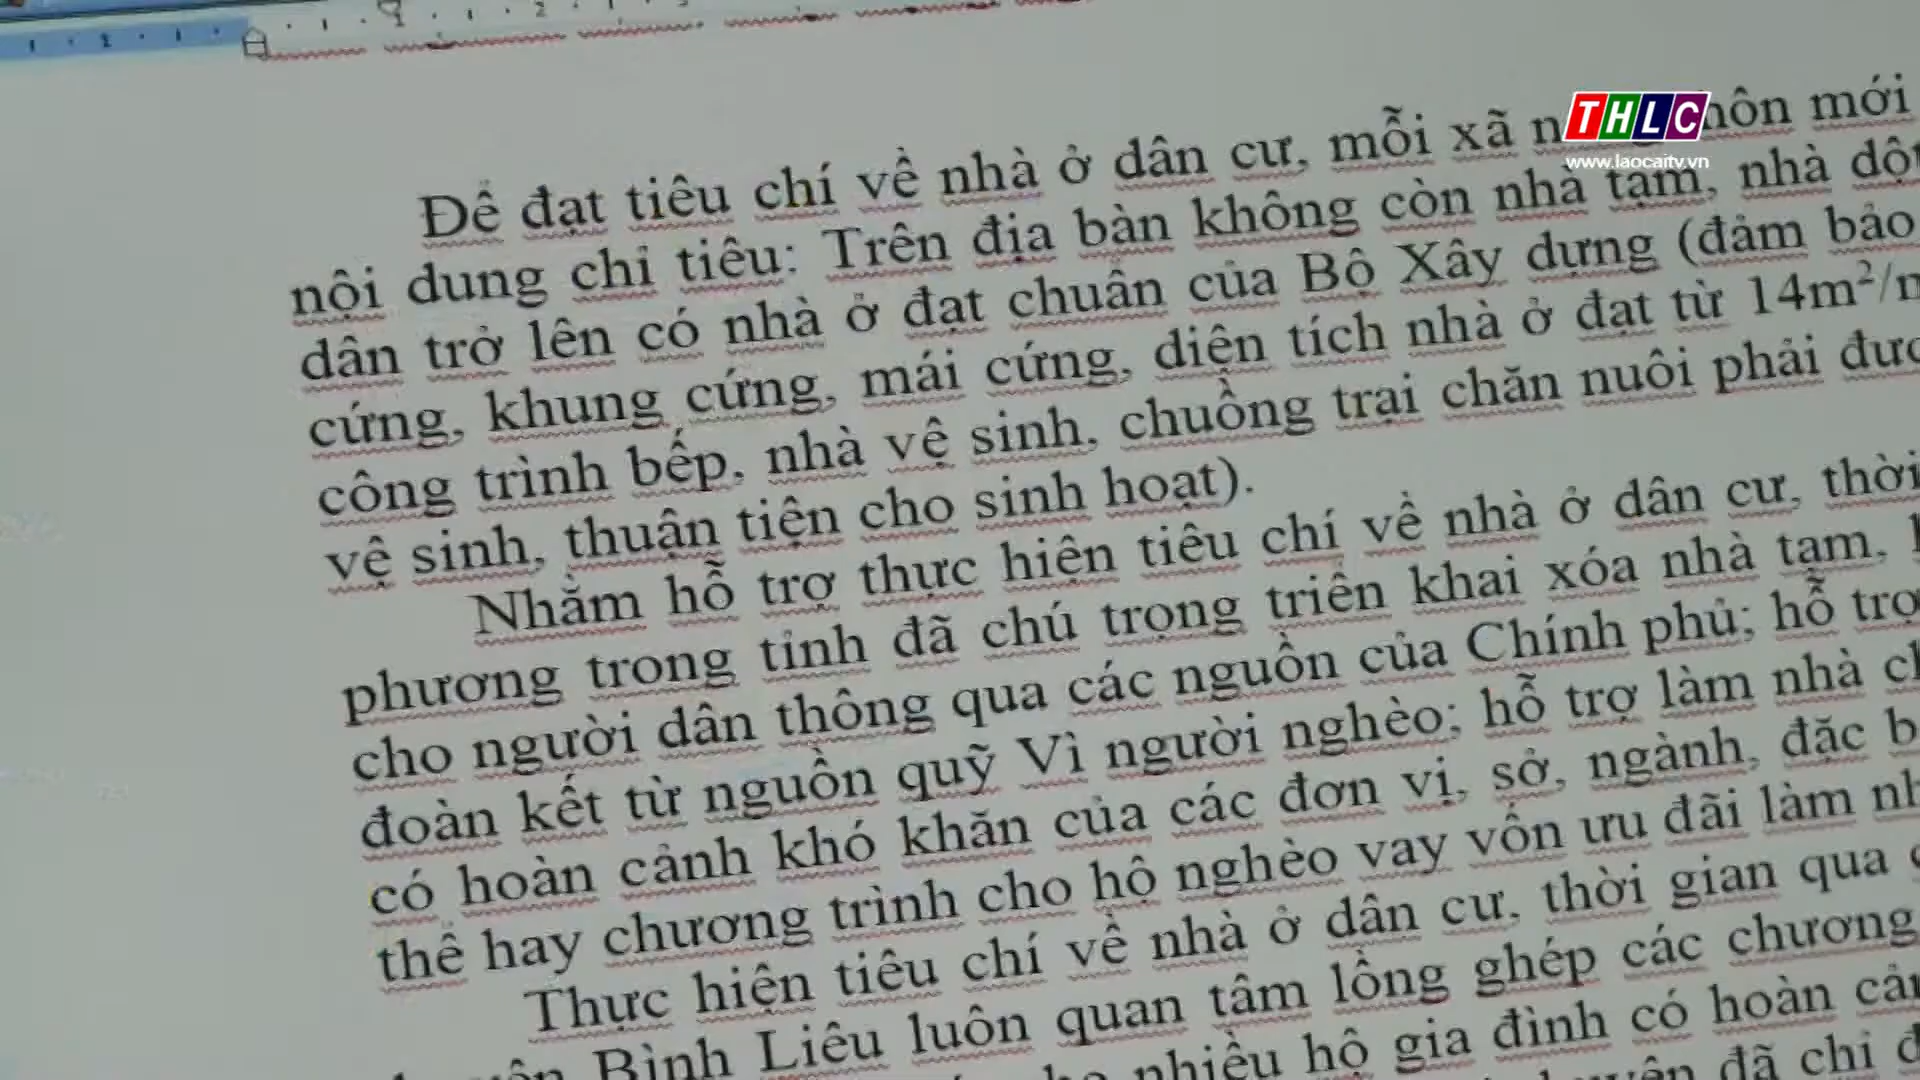 THLC
www.laocaitv.vn
Để đạt tiêu chí về nhà ở dân cư, mỗi xã mới
nội dung chỉ tiêu: Trên địa bàn không còn nhà tạm, nhà
dân trở lên có nhà ở đạt chuẩn của Bộ Xây dựng (đảm bảo
cứng, khung cứng, mái cứng, diện tích nhà ở đạt từ 14m²/
công trình bếp, nhà vệ sinh, chuồng trại chăn nuôi phải
vệ sinh, thuận tiện cho sinh hoạt).
Nhằm hỗ trợ thực hiện tiêu chí về nhà ở dân cư, thời
phương trong tỉnh đã chú trọng triển khai xóa nhà tạm,
cho người dân thông qua các nguồn của Chính phủ; hỗ trợ
đoàn kết từ nguồn quỹ Vì người nghèo; hỗ trợ làm nhà
có hoàn cảnh khó khăn của các đơn vị, sở, ngành, đặc
thể hay chương trình cho hộ nghèo vay vốn ưu đãi làm
Thực hiện tiêu chí về nhà ở dân cư, thời gian qua
Bình Liêu luôn quan tâm lồng ghép các chương
nhiều hộ gia đình có hoàn
đã chỉ